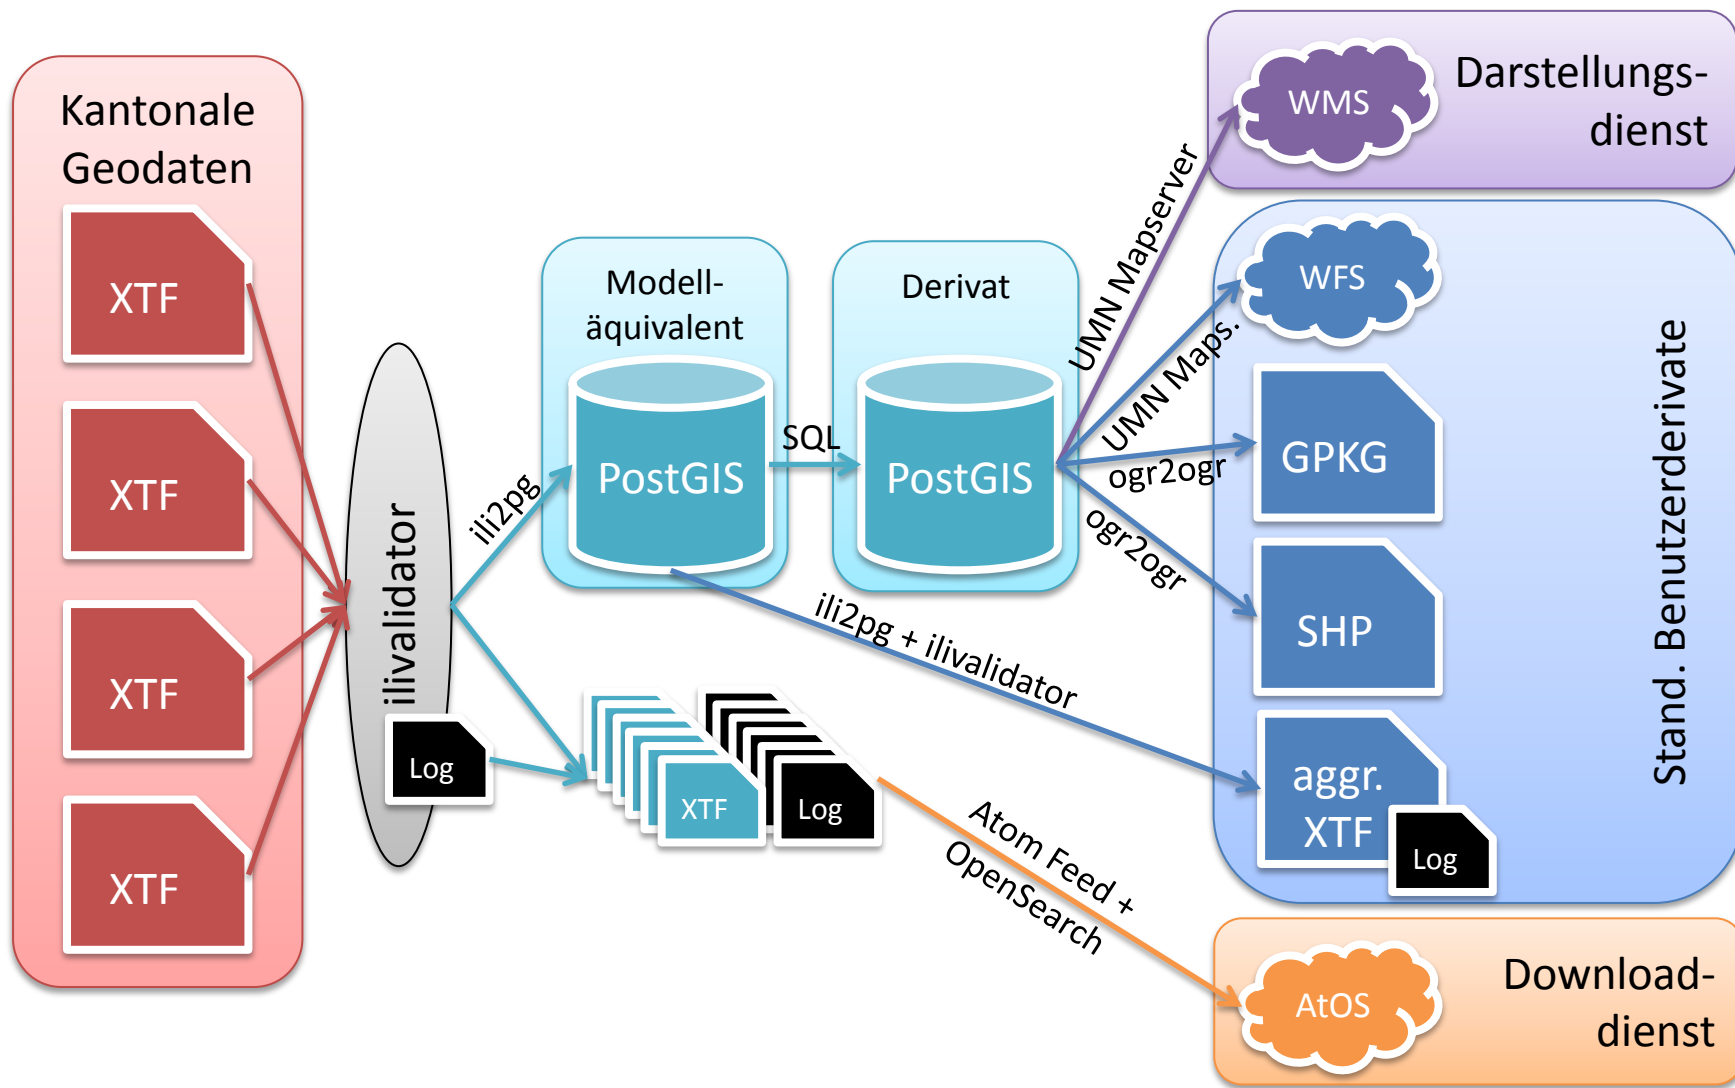 Kantonale
Geodaten
XTF
XTF
XTF
XTF
ilivalidator
Log
ili2pg
Modell-
äquivalent
PostGIS
SQL
Derivat
PostGIS
XTF
Log
UMN Mapserver
UMN Maps.
ogr2ogr
ogr2ogr
ili2pg + ilivalidator
Atom Feed +
OpenSearch
WMS
Darstellungs-
dienst
WFS
GPKG
SHP
aggr.
XTF
Log
Stand. Benutzerderivate
AtOS
Download-
dienst